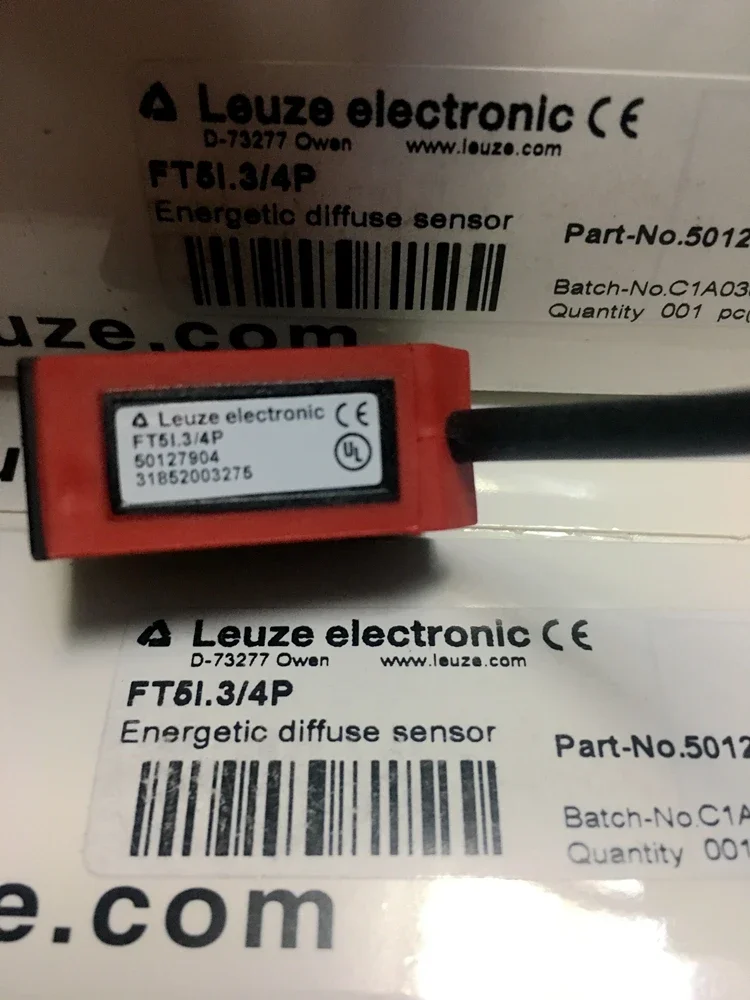 Leuze electronic CE
D-73277 Owen www.leuze.com
FT5I.3/4P
Energetic diffuse sensor
Part-No.5012
Batch-No.C1A03
Quantity 001 pc
uze.com
Leuze electronic CE
FT5I.3/4P
50127904
31852003275
UL
Leuze electronic CE
D-73277 Owen www.leuze.com
FT5I.3/4P
Energetic diffuse sensor
Part-No.5012
Batch-No.C1A
Quantity 001
e.com